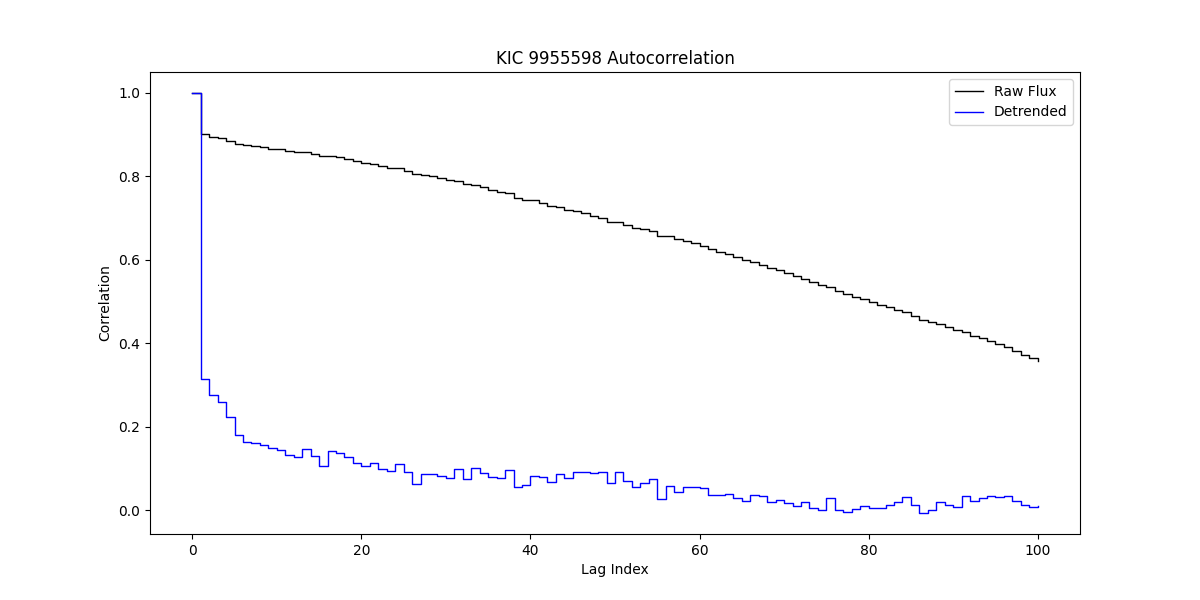 KIC 9955598 Autocorrelation
Raw Flux
Detrended
1.0
0.8
0.6
0.4
0.2
0.0
Correlation
0 20 40 60 80 100
Lag Index